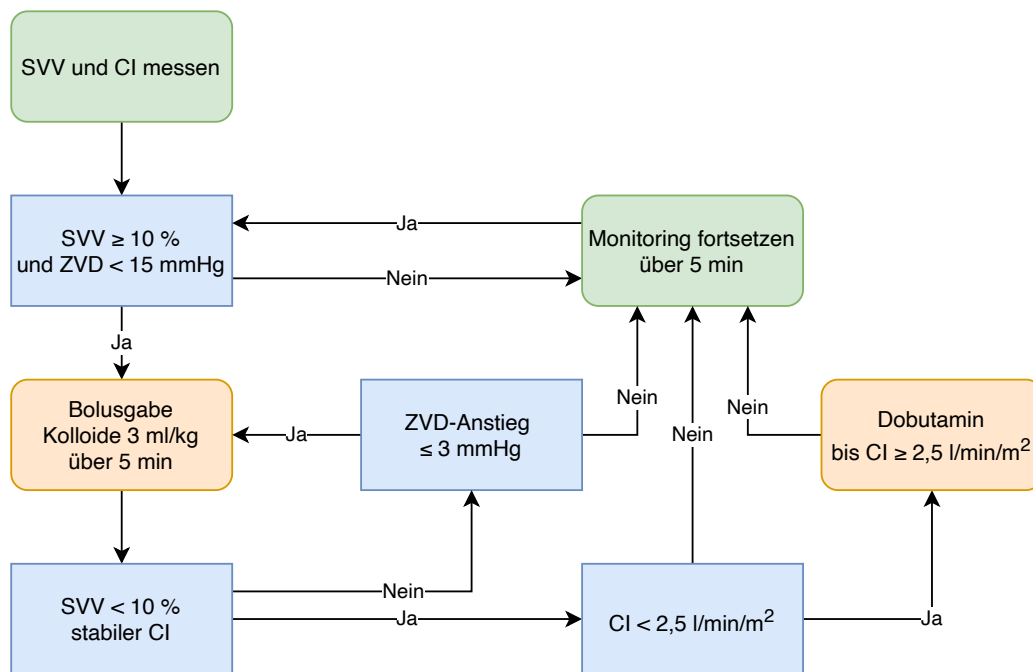 SVV und CI messen
SVV ≥ 10 %
und ZVD < 15 mmHg
Ja
Nein
Monitoring fortsetzen
über 5 min
Ja
Bolusgabe
Kolloide 3 ml/kg
über 5 min
Ja
ZVD-Anstieg
≤ 3 mmHg
Nein
Nein
Nein
Dobutamin
bis CI ≥ 2,5 l/min/m²
SVV < 10 %
stabiler CI
Nein
Ja
CI < 2,5 l/min/m²
Ja